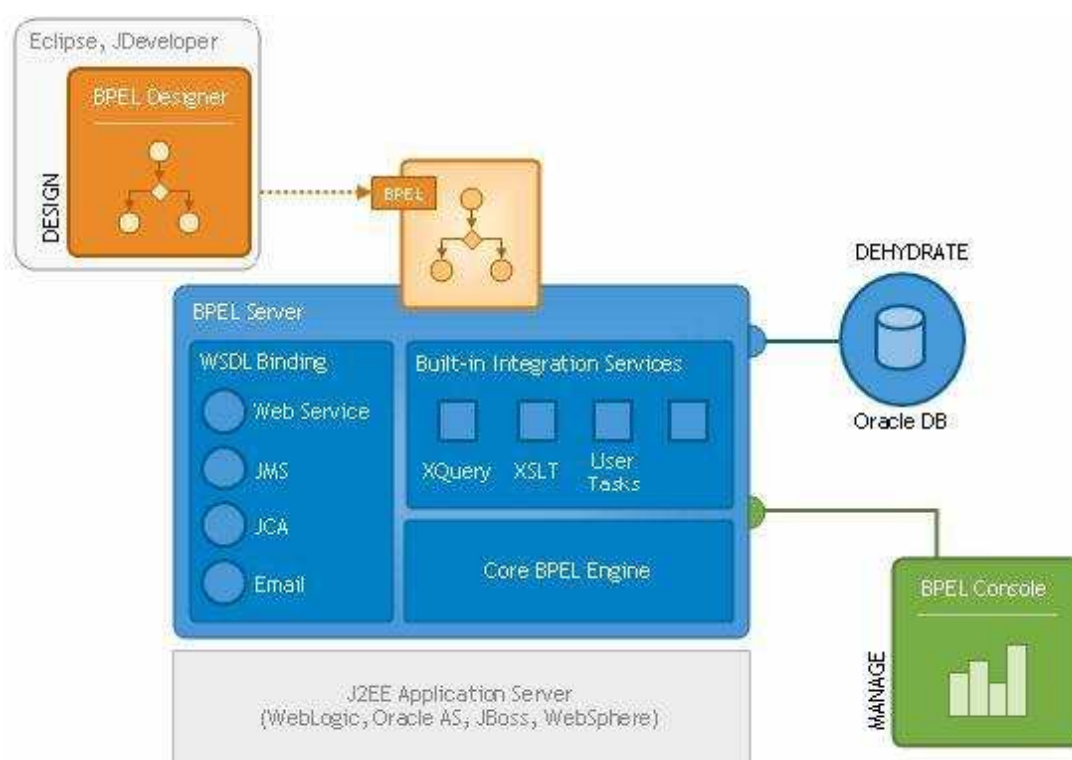 Eclipse, JDeveloper
BPEL Designer
DESIGN
BPEL
DEHYDRATE
Oracle DB
BPEL Server
WSDL Binding
Web Service
JMS
JCA
Email
Built-in Integration Services
XQuery
XSLT
User
Tasks
Core BPEL Engine
BPEL Console
MANAGE
J2EE Application Server
(WebLogic, Oracle AS, JBoss, WebSphere)